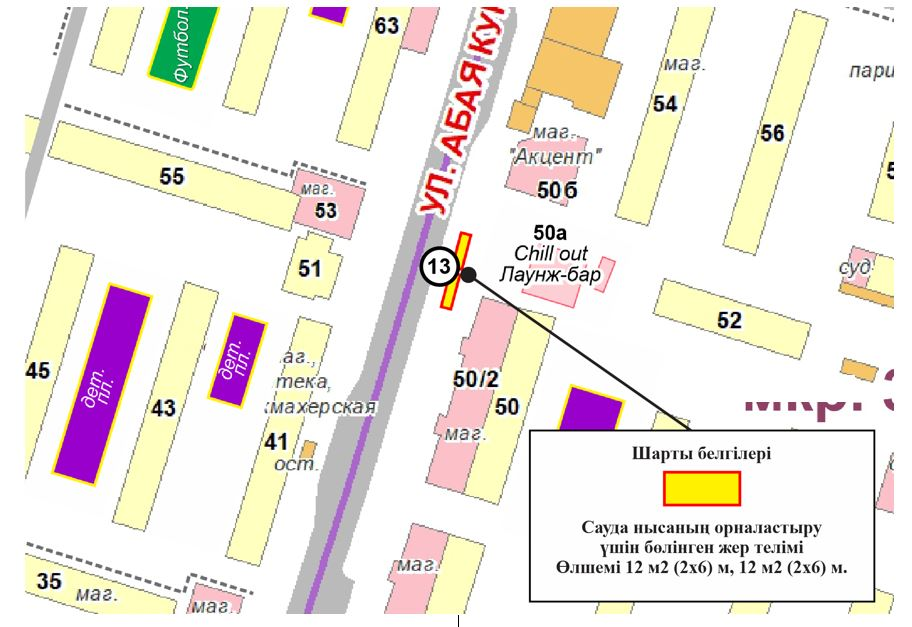 63
Футбол.
УЛ. АБАЯ КУ
маг.
54
56
пари
маг.
"Акцент"
50б
55
маг.
53
51
13
50а
Chill out
Лаунж-бар
суд
52
45
дет.
пл.
43
дет.
пл.
аг.,
тека,
махерская
41
ост.
50/2
50
маг.
мкр.
Шарты белгілері
Сауда нысаның орналастыру
үшін бөлінген жер телімі
Өлшемі 12 м2 (2х6) м, 12 м2 (2х6) м.
35
маг.
маг.
маг.